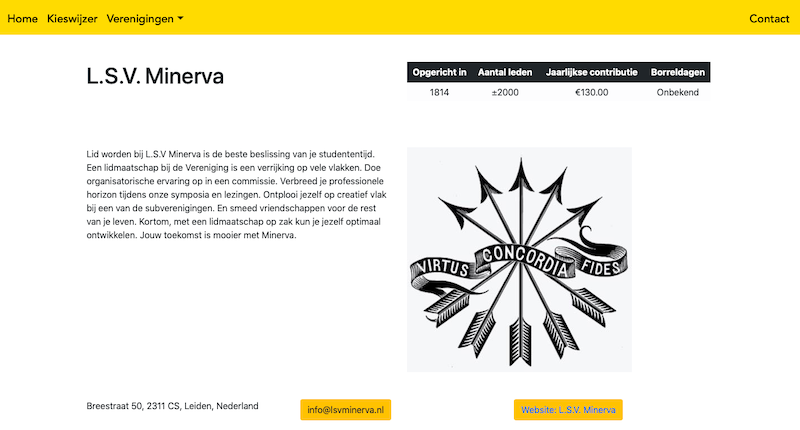 Home Kieswijzer Verenigingen Contact
L.S.V. Minerva
Opgericht in Aantal leden Jaarlijkse contributie Borreldagen
1814 ±2000 €130.00 Onbekend
Lid worden bij L.S.V Minerva is de beste beslissing van je studententijd.
Een lidmaatschap bij de Vereniging is een verrijking op vele vlakken. Doe
organisatorische ervaring op in een commissie. Verbreed je professionele
horizon tijdens onze symposia en lezingen. Ontplooi jezelf op creatief vlak
bij een van de subverenigingen. En smeed vriendschappen voor de rest
van je leven. Kortom, met een lidmaatschap op zak kun je jezelf optimaal
ontwikkelen. Jouw toekomst is mooier met Minerva.
VIRTUS CONCORDIA FIDES
Breestraat 50, 2311 CS, Leiden, Nederland
info@lsvminerva.nl
Website: L.S.V. Minerva